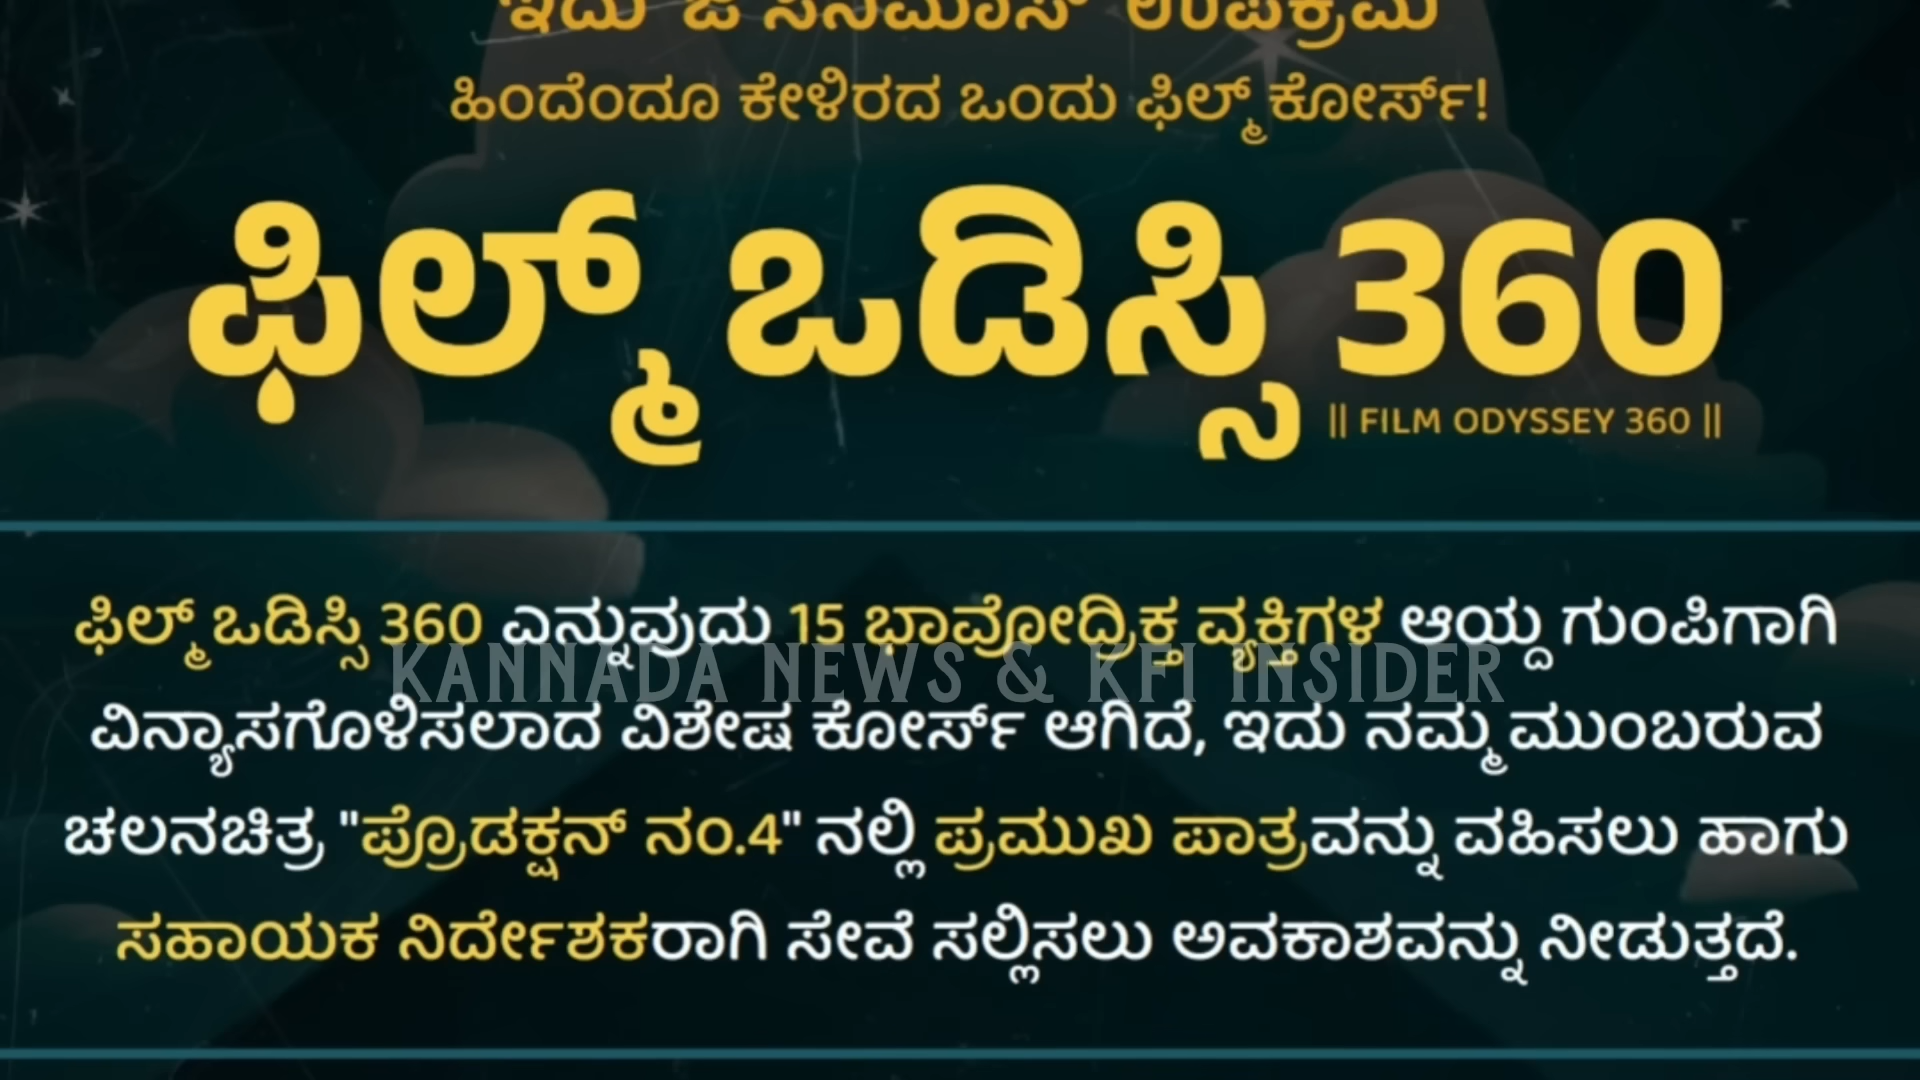 ಹಿಂದೆಂದೂ ಕೇಳಿರದ ಒಂದು ಫಿಲ್ಮ್ ಕೋರ್ಸ್!
ಫಿಲ್ಮ್ ಒಡಿಸ್ಸಿ 360
|| FILM ODYSSEY 360 ||
ಫಿಲ್ಮ್ ಒಡಿಸ್ಸಿ 360 ಎನ್ನುವುದು 15 ಭಾವೋದ್ರಿಕ್ತ ವ್ಯಕ್ತಿಗಳ ಆಯ್ದ ಗುಂಪಿಗಾಗಿ
KANNADA NEWS & KFI INSIDER
ವಿನ್ಯಾಸಗೊಳಿಸಲಾದ ವಿಶೇಷ ಕೋರ್ಸ್ ಆಗಿದೆ, ಇದು ನಮ್ಮ ಮುಂಬರುವ
ಚಲನಚಿತ್ರ "ಪ್ರೊಡಕ್ಷನ್ ನಂ.4" ನಲ್ಲಿ ಪ್ರಮುಖ ಪಾತ್ರವನ್ನು ವಹಿಸಲು ಹಾಗು
ಸಹಾಯಕ ನಿರ್ದೇಶಕರಾಗಿ ಸೇವೆ ಸಲ್ಲಿಸಲು ಅವಕಾಶವನ್ನು ನೀಡುತ್ತದೆ.